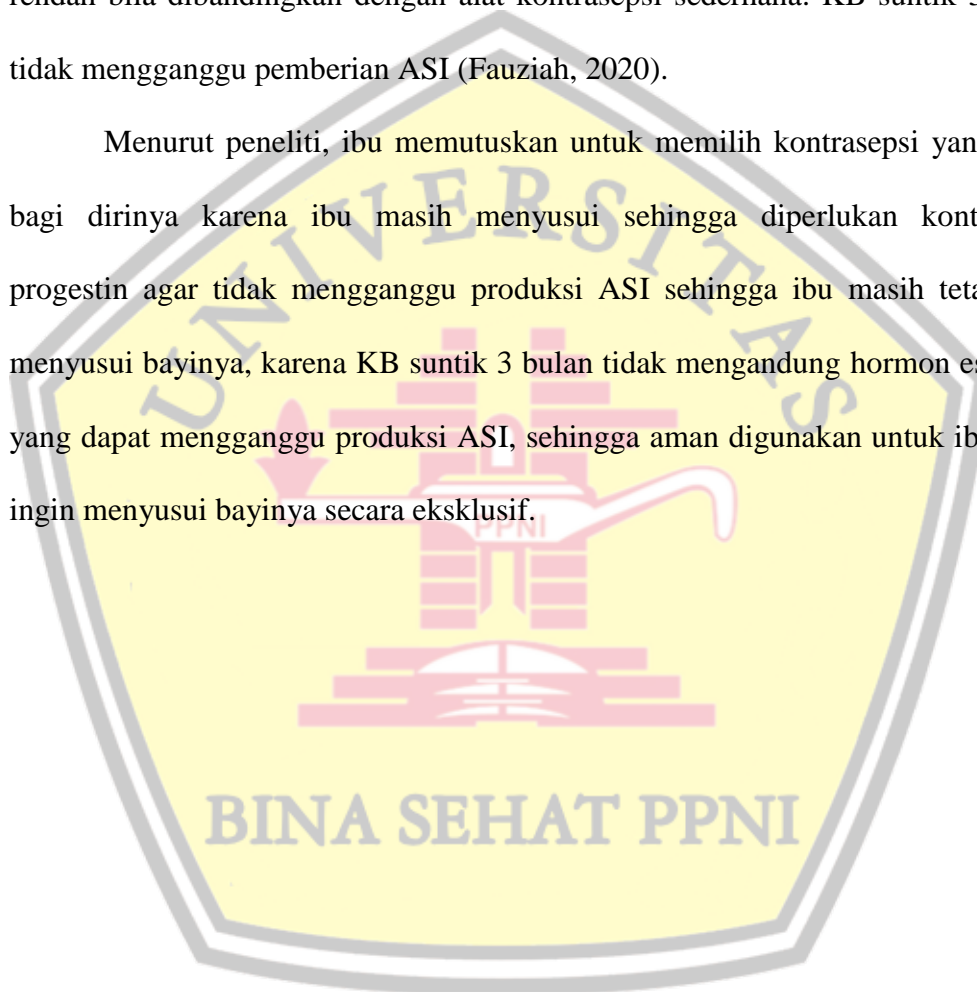 rendah bila dibandingkan dengan alat kontrasepsi sederhana. KB suntik 3
tidak mengganggu pemberian ASI (Fauziah, 2020).
Menurut peneliti, ibu memutuskan untuk memilih kontrasepsi yan
bagi dirinya karena ibu masih menyusui sehingga diperlukan kont
progestin agar tidak mengganggu produksi ASI sehingga ibu masih teta
menyusui bayinya, karena KB suntik 3 bulan tidak mengandung hormon es
yang dapat mengganggu produksi ASI, sehingga aman digunakan untuk ib
ingin menyusui bayinya secara eksklusif.
UNIVERSITAS
PPNI
BINA SEHAT PPNI